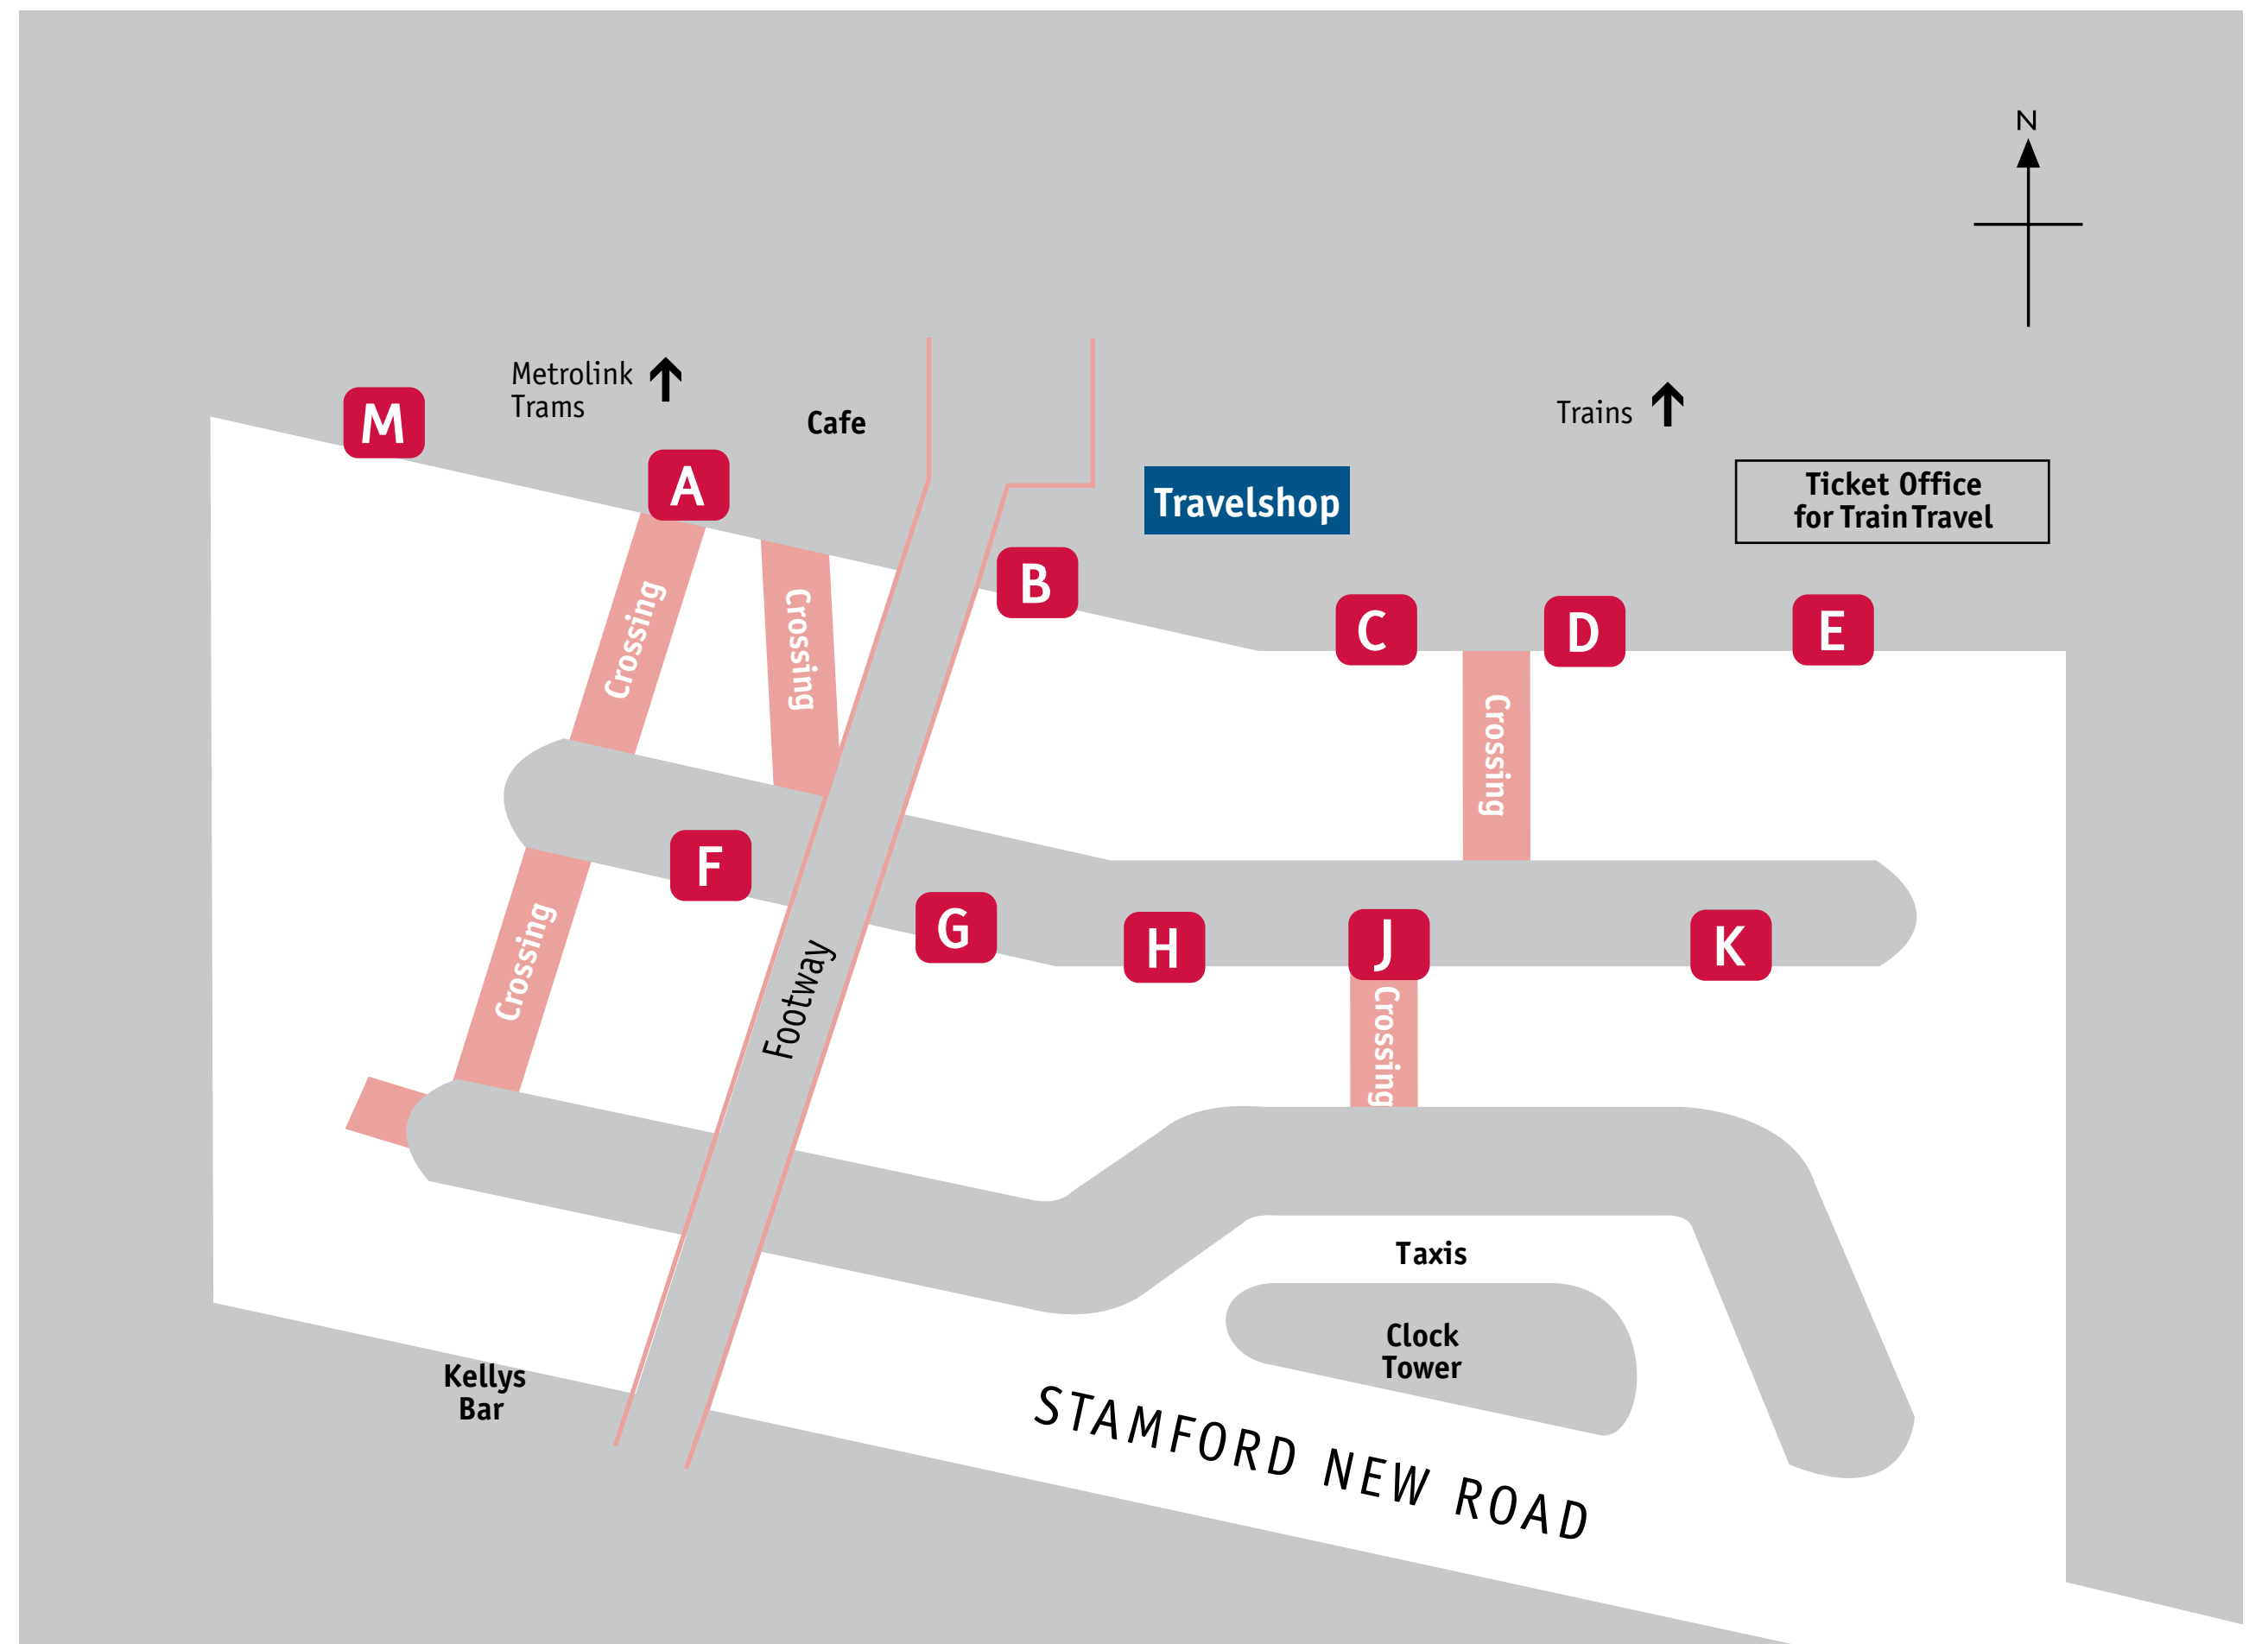 N
Metrolink
Trams
Trains
M
Cafe
A
Travelshop
Ticket Office
for Train Travel
B
C
D
E
Crossing
Crossing
Crossing
F
G
H
J
K
Crossing
Footway
Crossing
Taxis
Clock
Tower
Kellys
Bar
STAMFORD NEW ROAD